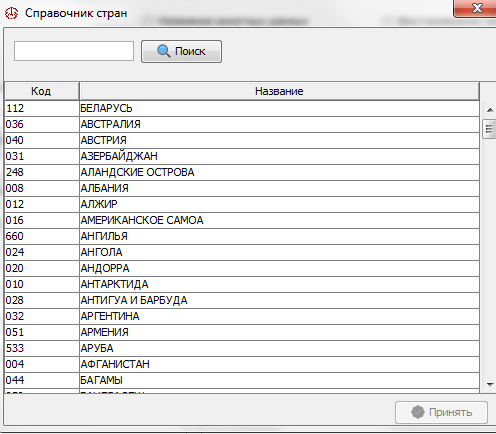 Справочник стран
Поиск
Код Название
112 БЕЛАРУСЬ
036 АВСТРАЛИЯ
040 АВСТРИЯ
031 АЗЕРБАЙДЖАН
248 АЛАНДСКИЕ ОСТРОВА
008 АЛБАНИЯ
012 АЛЖИР
016 АМЕРИКАНСКОЕ САМОА
660 АНГИЛЬЯ
024 АНГОЛА
020 АНДОРРА
010 АНТАРКТИДА
028 АНТИГУА И БАРБУДА
032 АРГЕНТИНА
051 АРМЕНИЯ
533 АРУБА
004 АФГАНИСТАН
044 БАГАМЫ
Принять